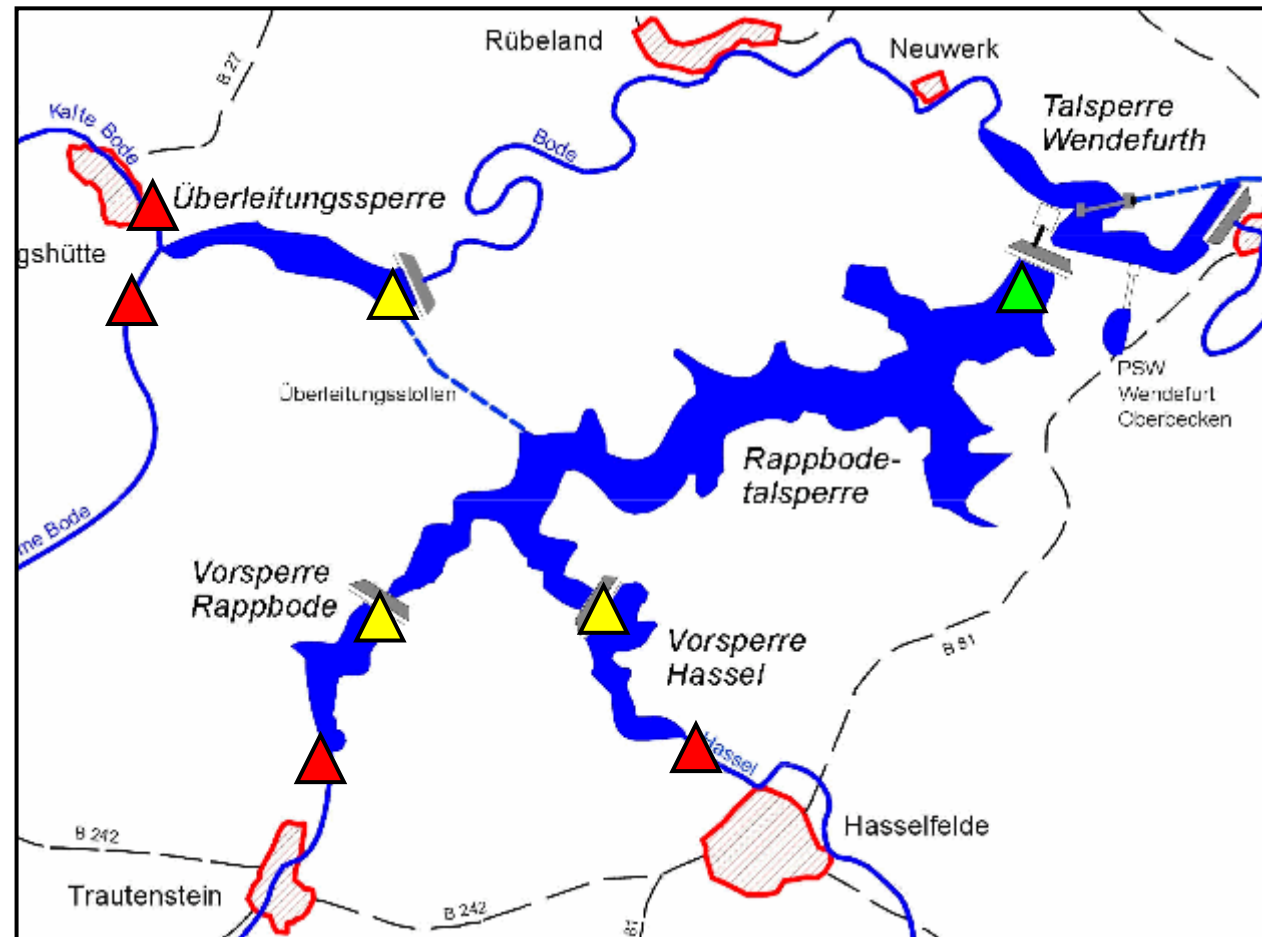 Rübeland
Neuwerk
B 27
Kalte Bode
Talsperre
Wendefurth
Bode
Überleitungssperre
gshütte
Überleitungsstollen
PSW
Wendefurt
Oberbecken
Rappbode-
talsperre
me Bode
Vorsperre
Rappbode
Vorsperre
Hassel
B 81
Hassel
Hasselfelde
B 242
Trautenstein
B 242